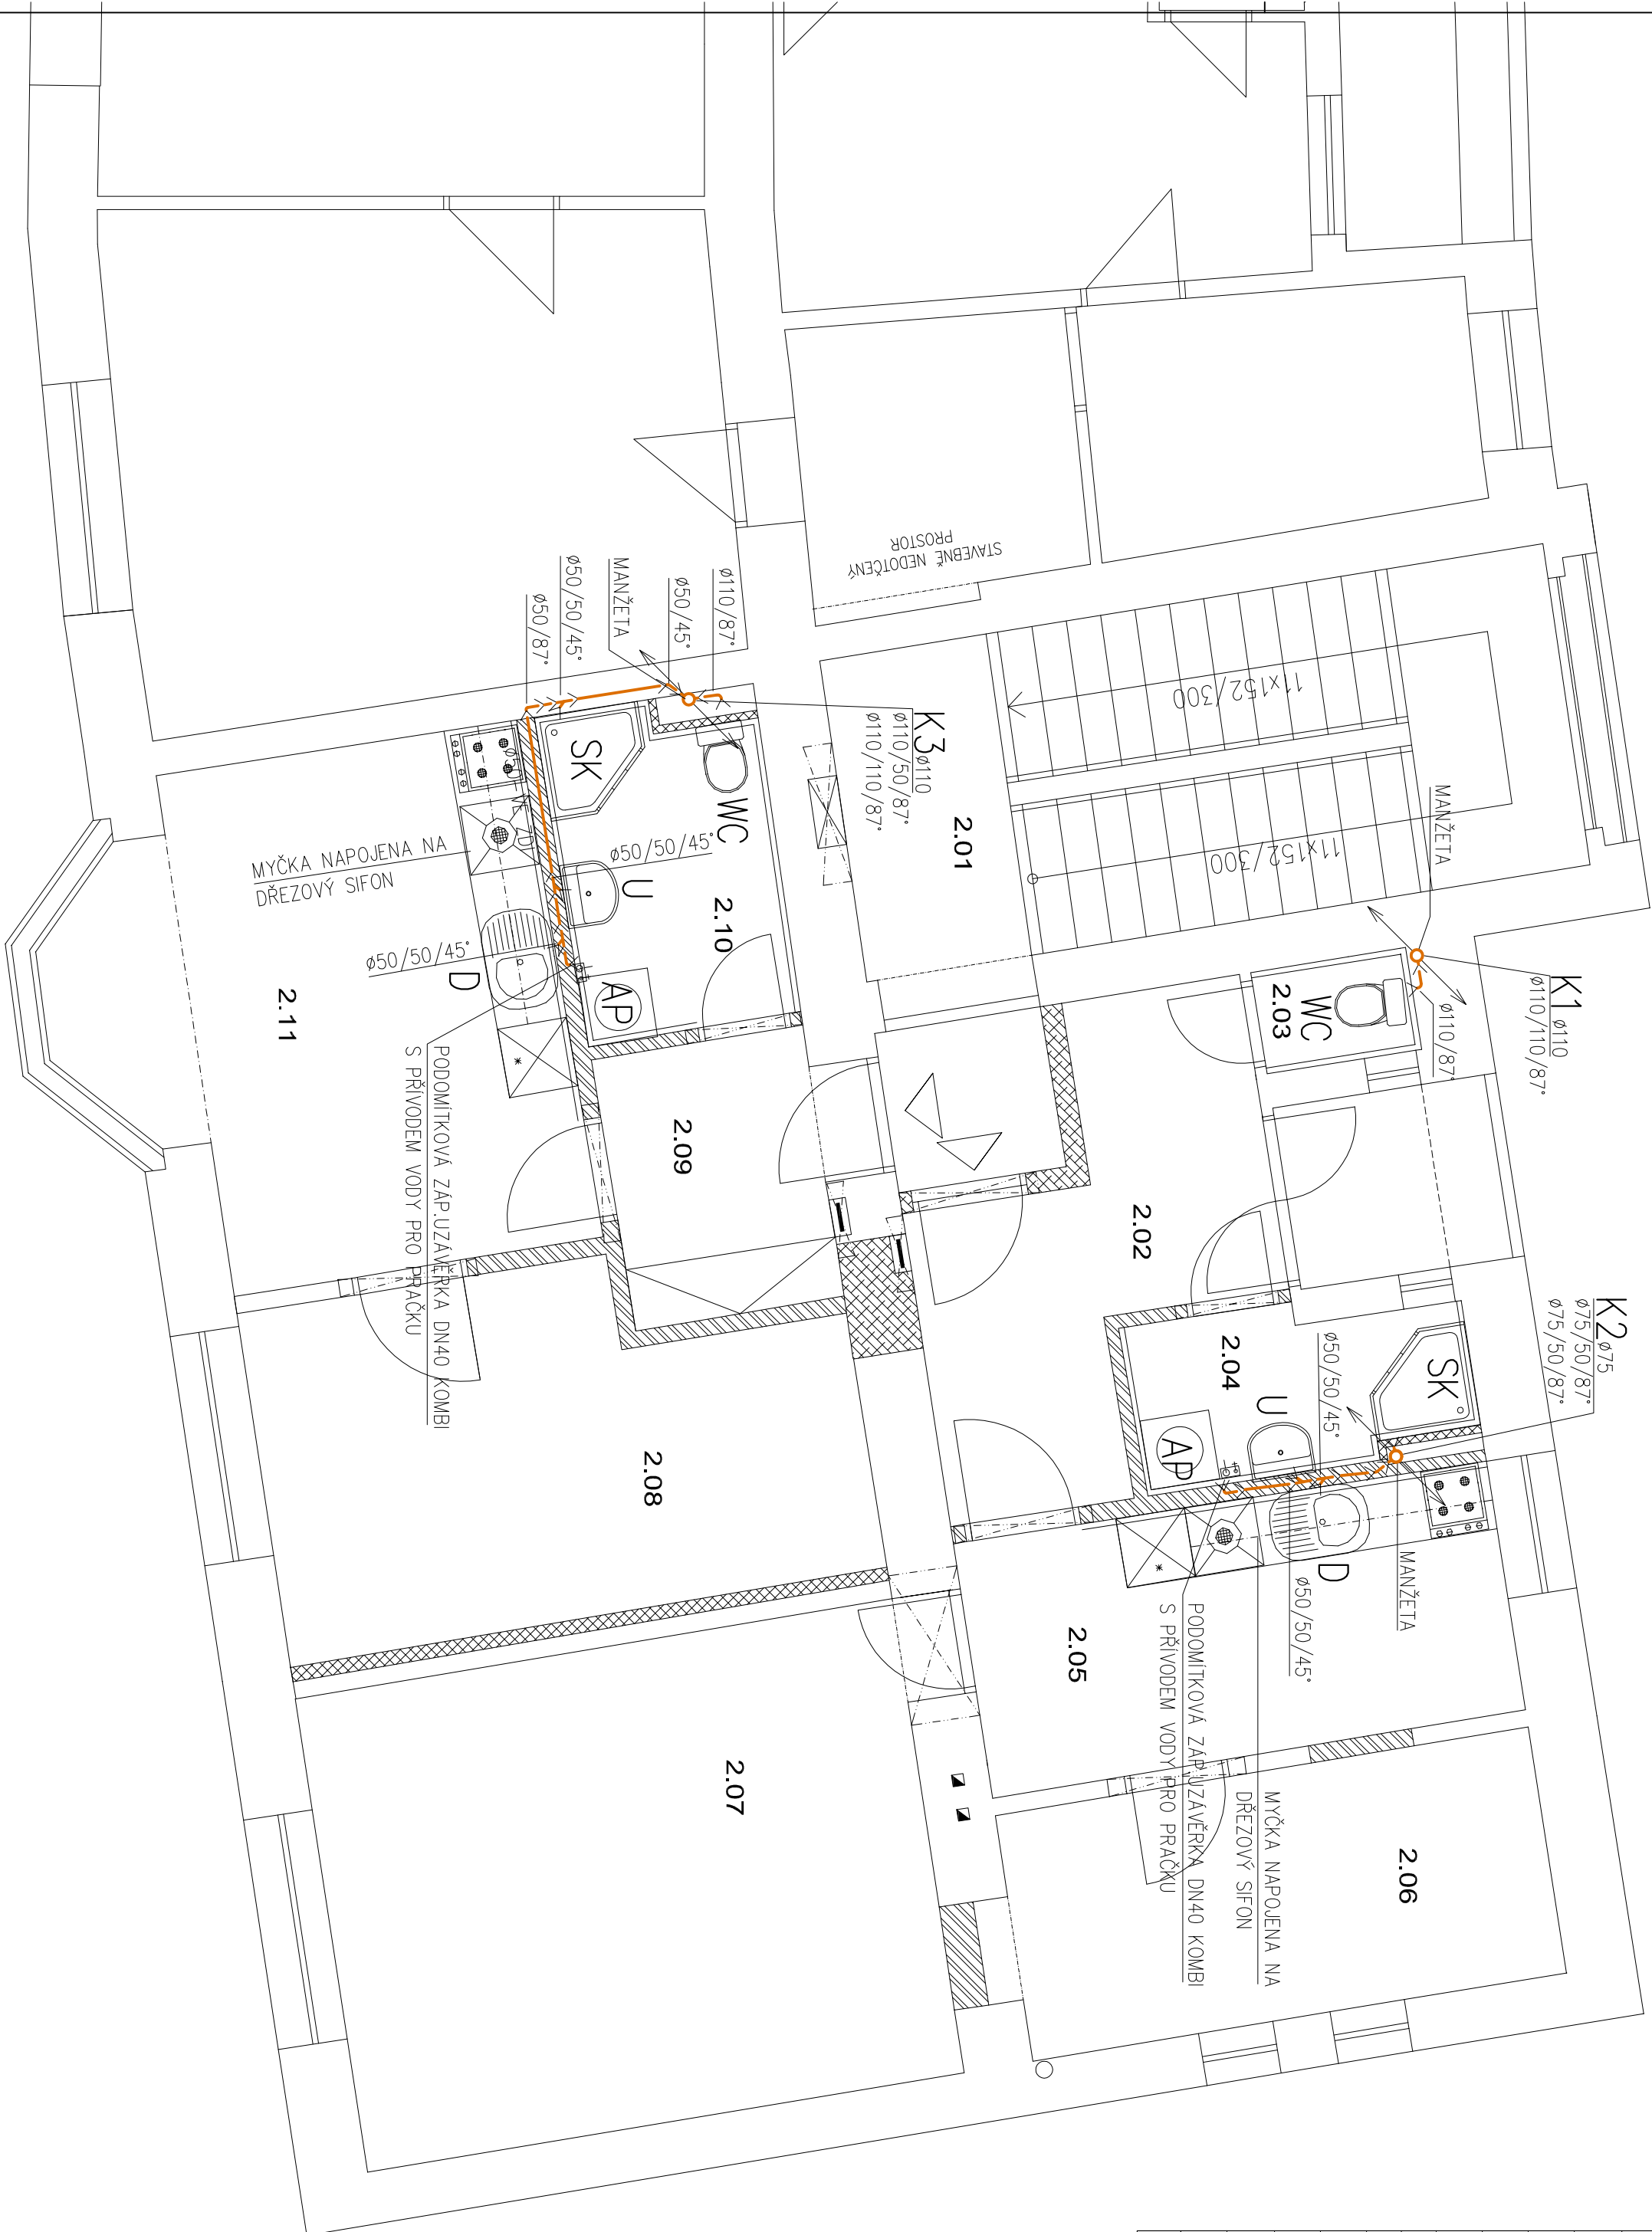 STAVEBNĚ NEDOTČENÝ
PROSTOR
11x152/300
11x152/300
MANŽETA
K1 ø110
ø110/110/87°
ø110/87°
WC
2.03
2.01
K3ø110
ø110/50/87°
ø110/110/87°
ø110/87°
ø50/45°
MANŽETA
ø50/50/45°
ø50/87°
SK
WC
ø50/50/45°
U
2.10
AP
MYČKA NAPOJENA NA
DŘEZOVÝ SIFON
ø50/50/45°
D
2.11
PODOMÍTKOVÁ ZÁP.UZÁVĚRKA DN40 KOMBI
S PŘÍVODEM VODY PRO PRAČKU
2.09
2.02
K2ø75
ø75/50/87°
ø75/50/87°
SK
ø50/50/45°
2.04
U
AP
D
MANŽETA
ø50/50/45°
2.05
PODOMÍTKOVÁ ZÁP.UZÁVĚRKA DN40 KOMBI
S PŘÍVODEM VODY PRO PRAČKU
MYČKA NAPOJENA NA
DŘEZOVÝ SIFON
2.08
2.07
2.06